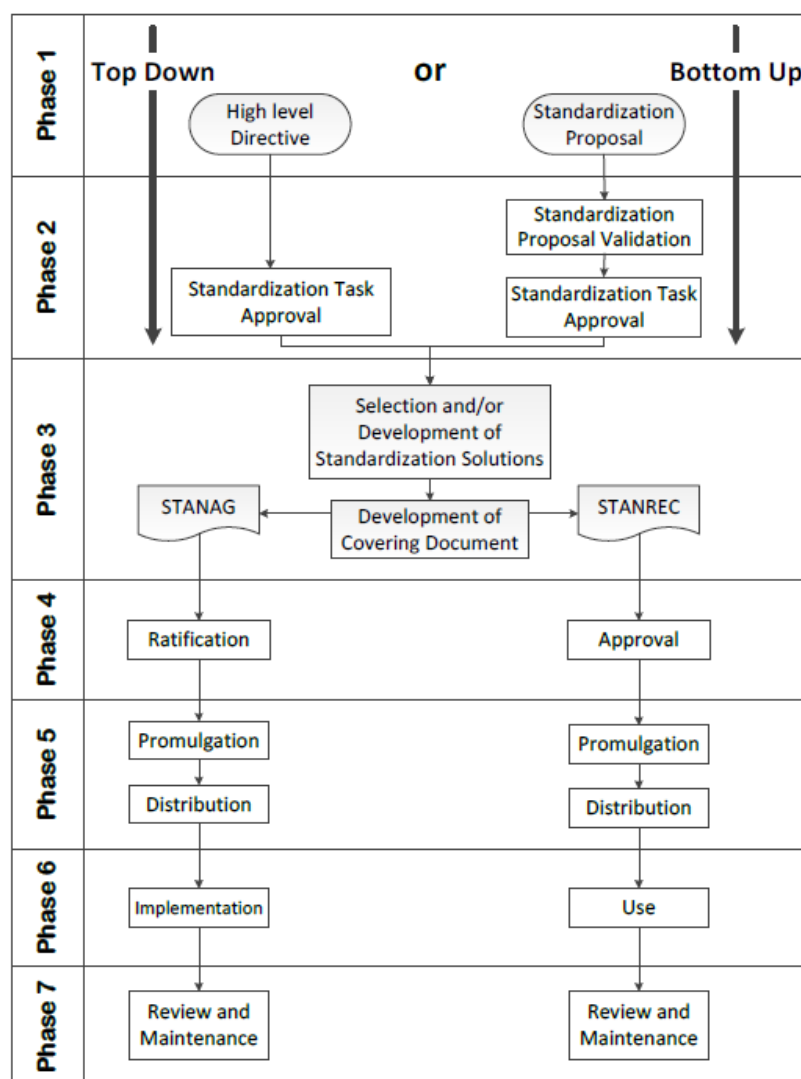 Phase 1
Top Down
or
Bottom Up
High level
Directive
Standardization
Proposal
Phase 2
Standardization
Proposal Validation
Standardization Task
Approval
Standardization Task
Approval
Phase 3
Selection and/or
Development of
Standardization Solutions
STANAG
Development of
Covering Document
STANREC
Phase 4
Ratification
Approval
Phase 5
Promulgation
Promulgation
Distribution
Distribution
Phase 6
Implementation
Use
Phase 7
Review and
Maintenance
Review and
Maintenance